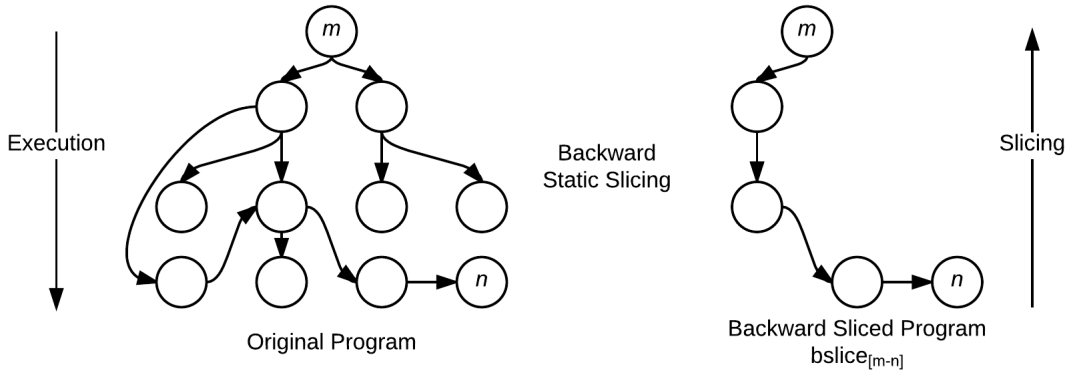 m
Execution
n
Original Program
Backward
Static Slicing
m
Slicing
n
Backward Sliced Program
bslice[m-n]